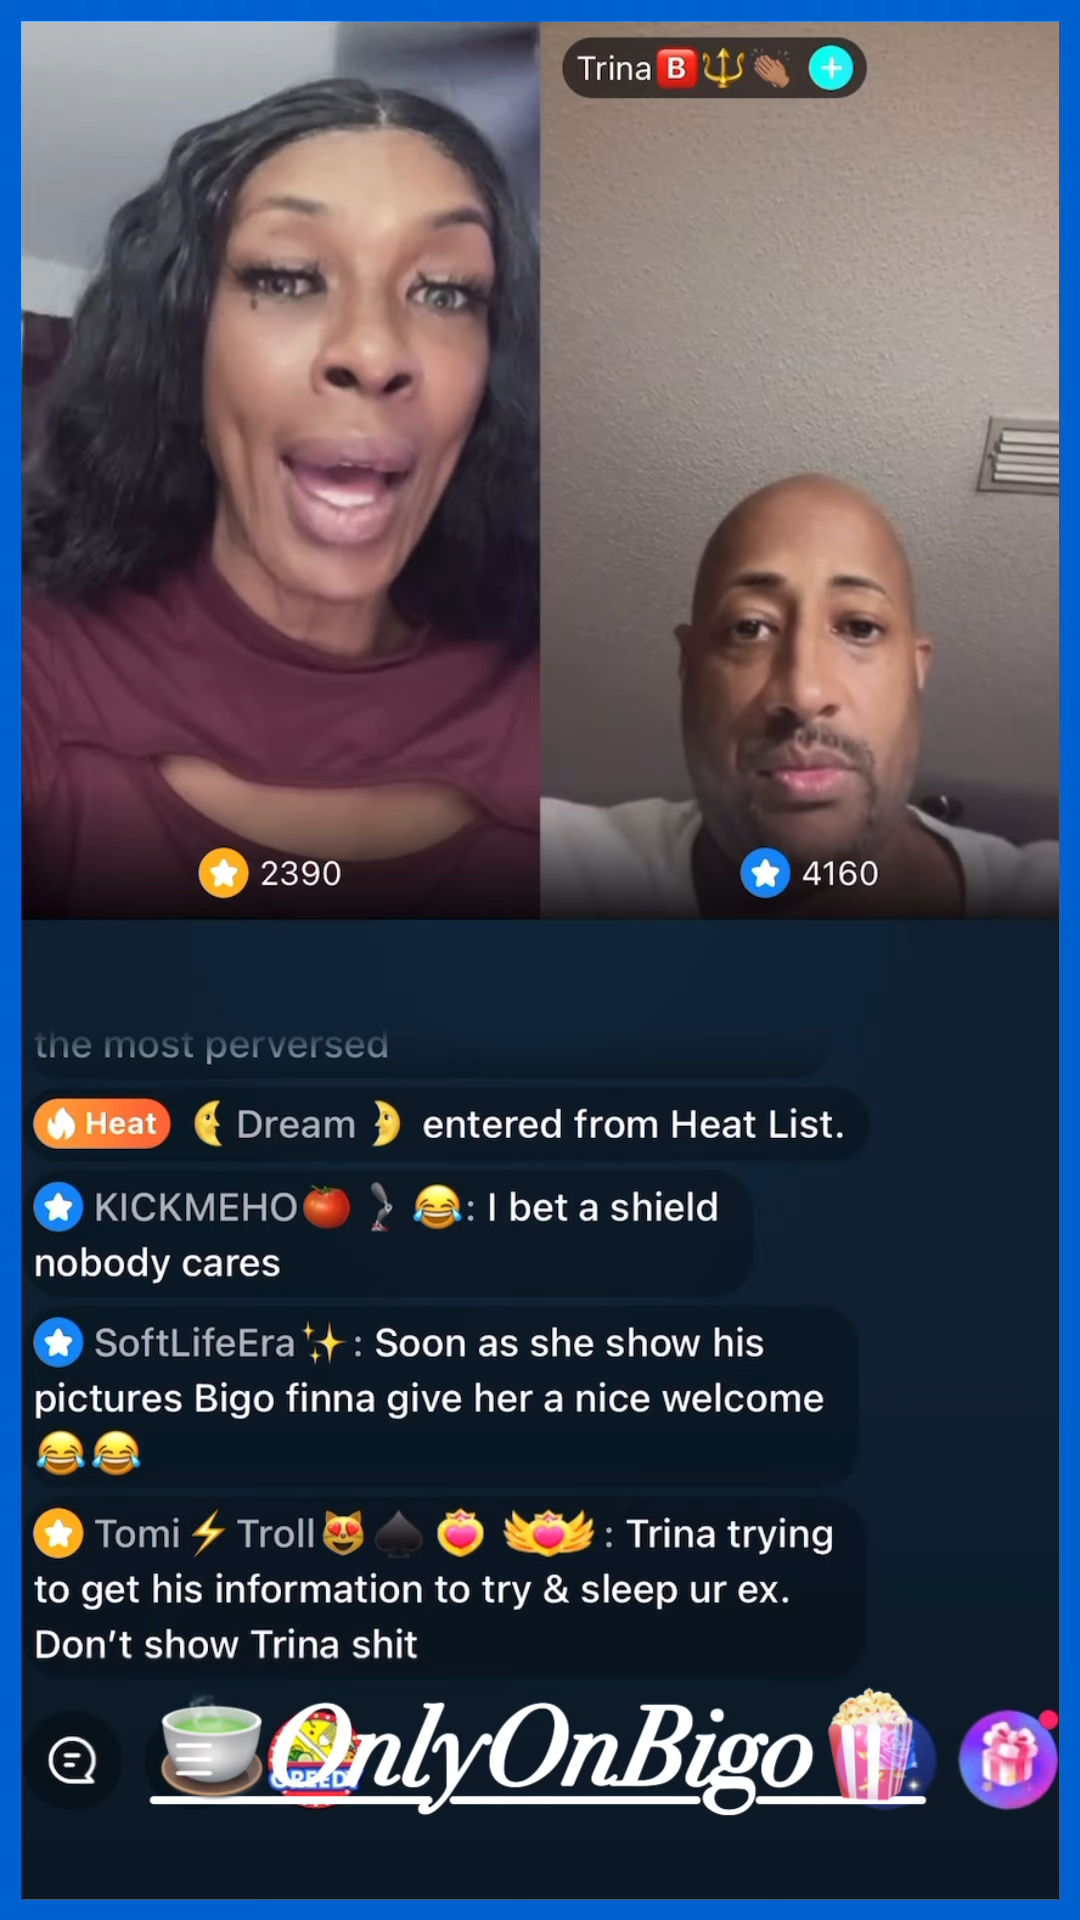 Trina🅱️🔱👏🏽
2390
4160
the most perversed
Heat 🌜Dream🌛 entered from Heat List.
KICKMEHO🍅🦿😂: I bet a shield
nobody cares
SoftLifeEra✨: Soon as she show his
pictures Bigo finna give her a nice welcome
😂😂
Tomi⚡Troll😻♠️ : Trina trying
to get his information to try & sleep ur ex.
Don’t show Trina shit
🍵OnlyOnBigo🍿
GREEDY